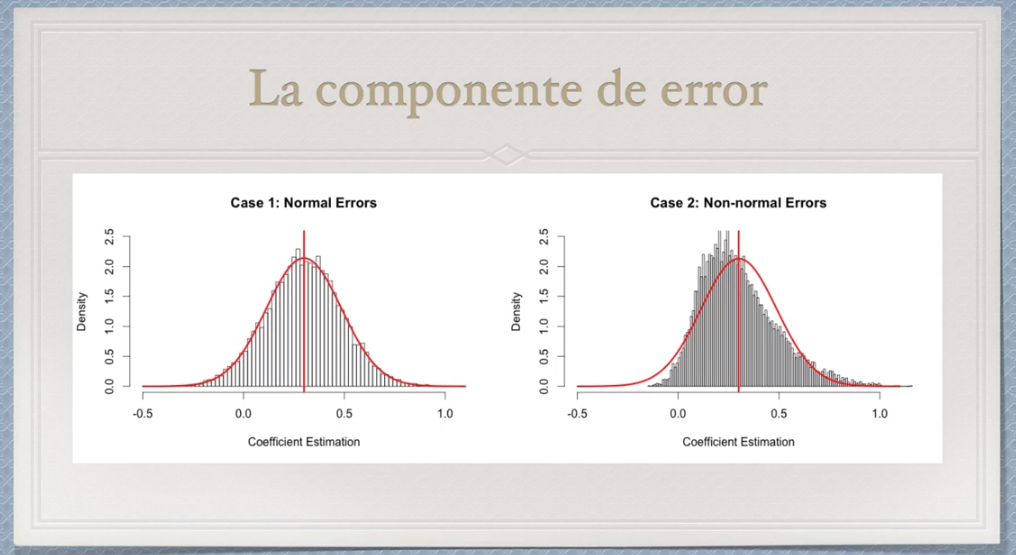 La componente de error
Case 1: Normal Errors
Density
0.0 0.5 1.0 1.5 2.0 2.5
-0.5 0.0 0.5 1.0
Coefficient Estimation
Case 2: Non-normal Errors
Density
0.0 0.5 1.0 1.5 2.0 2.5
-0.5 0.0 0.5 1.0
Coefficient Estimation